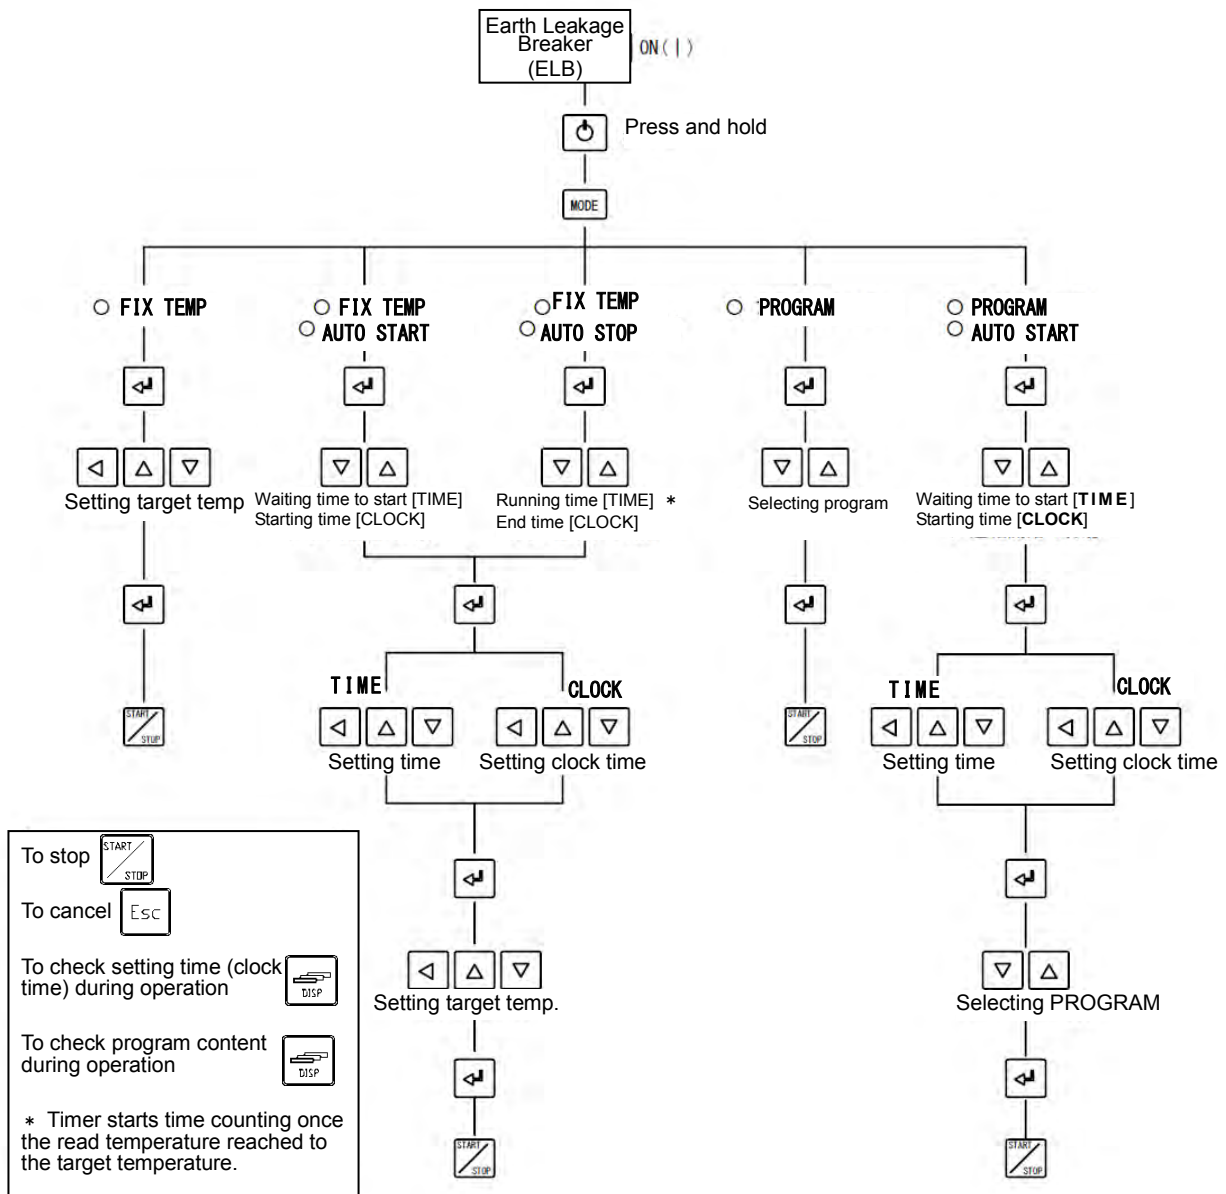 Earth Leakage
Breaker
(ELB)
ON(|)
Press and hold
MODE
FIX TEMP
FIX TEMP
AUTO START
FIX TEMP
AUTO STOP
PROGRAM
PROGRAM
AUTO START
Setting target temp
Waiting time to start [TIME]
Starting time [CLOCK]
Running time [TIME] *
End time [CLOCK]
Selecting program
Waiting time to start [TIME]
Starting time [CLOCK]
TIME
CLOCK
TIME
CLOCK
START
STOP
Setting time
Setting clock time
START
STOP
Setting time
Setting clock time
To stop
START
STOP
To cancel
Esc
To check setting time (clock
time) during operation
DISP
To check program content
during operation
DISP
* Timer starts time counting once
the read temperature reached to
the target temperature.
Setting target temp.
START
STOP
Selecting PROGRAM
START
STOP